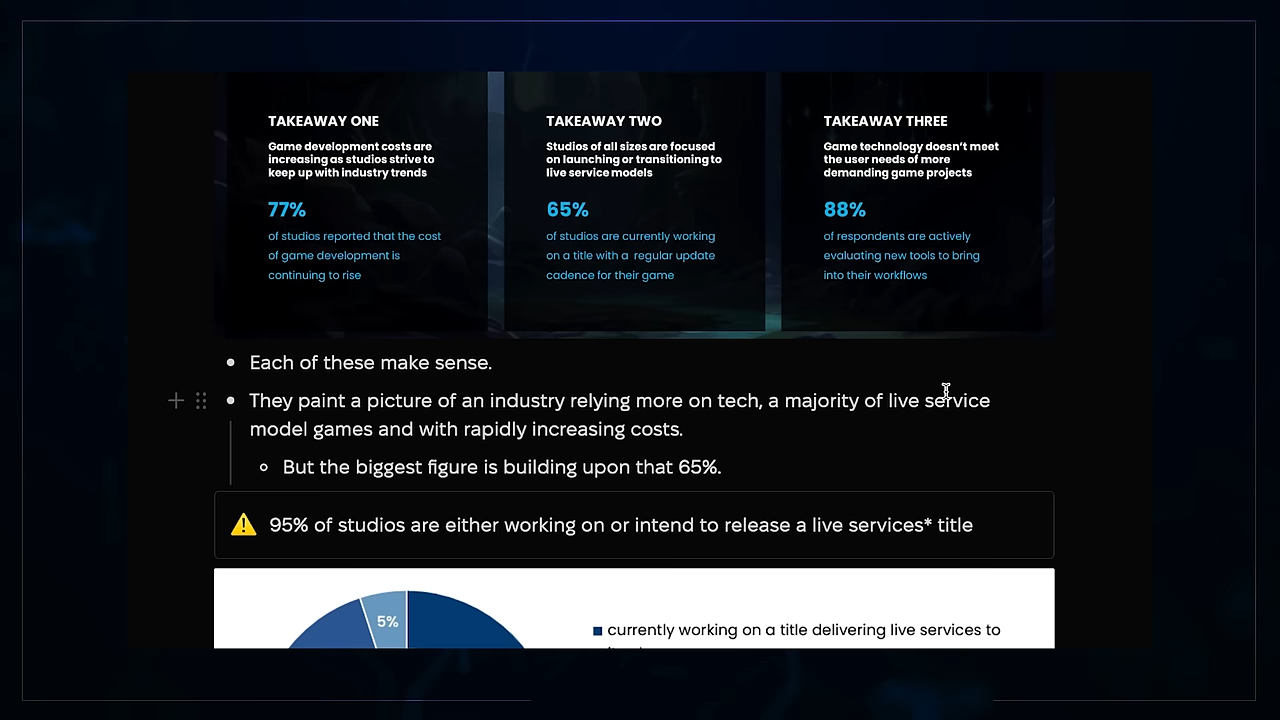 TAKEAWAY ONE
Game development costs are
increasing as studios strive to
keep up with industry trends
77%
of studios reported that the cost
of game development is
continuing to rise
TAKEAWAY TWO
Studios of all sizes are focused
on launching or transitioning to
live service models
65%
of studios are currently working
on a title with a regular update
cadence for their game
TAKEAWAY THREE
Game technology doesn't meet
the user needs of more
demanding game projects
88%
of respondents are actively
evaluating new tools to bring
into their workflows
Each of these make sense.
They paint a picture of an industry relying more on tech, a majority of live service
model games and with rapidly increasing costs.
But the biggest figure is building upon that 65%.
95% of studios are either working on or intend to release a live services* title
5%
currently working on a title delivering live services to